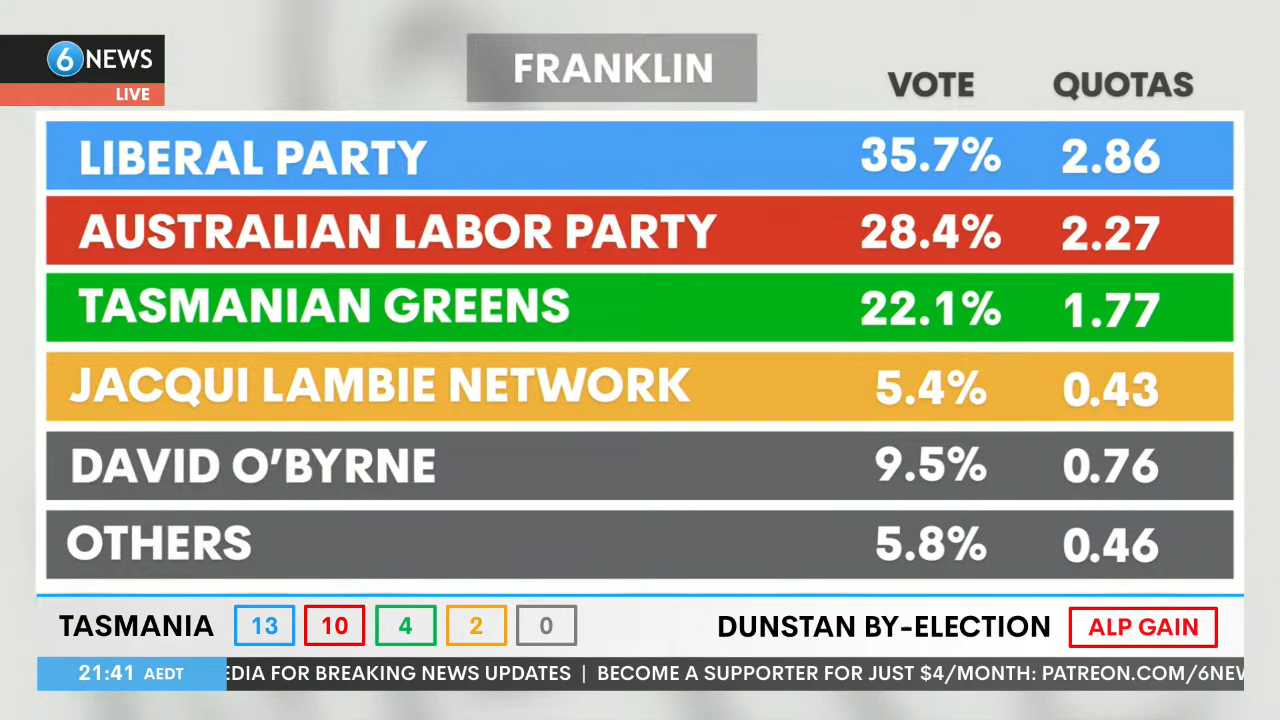 6 NEWS
LIVE
FRANKLIN
VOTE QUOTAS
LIBERAL PARTY 35.7% 2.86
AUSTRALIAN LABOR PARTY 28.4% 2.27
TASMANIAN GREENS 22.1% 1.77
JACQUI LAMBIE NETWORK 5.4% 0.43
DAVID O'BYRNE 9.5% 0.76
OTHERS 5.8% 0.46
TASMANIA 13 10 4 2 0 DUNSTAN BY-ELECTION ALP GAIN
21:41 AEDT EDIA FOR BREAKING NEWS UPDATES | BECOME A SUPPORTER FOR JUST $4/MONTH: PATREON.COM/6NEW